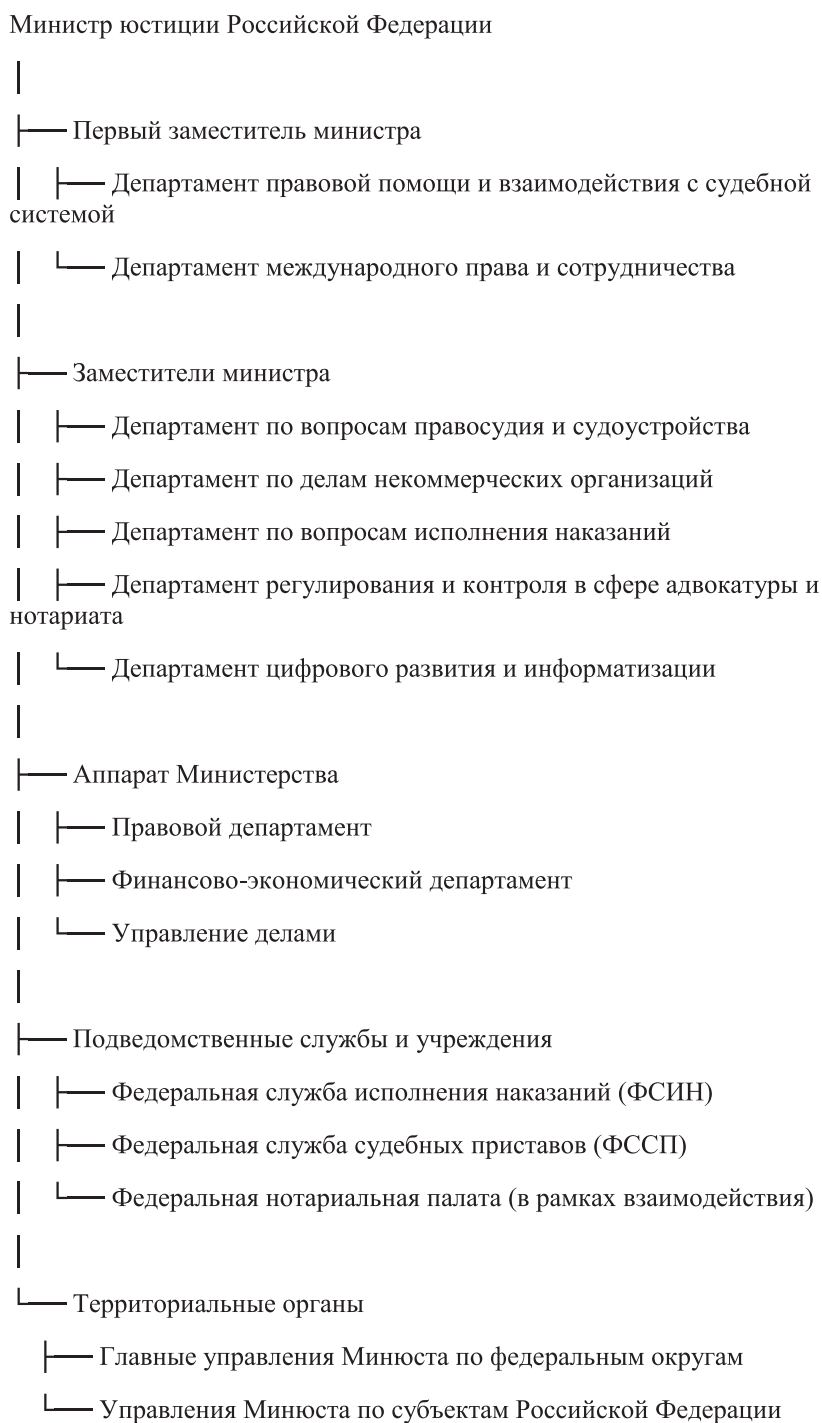 Министр юстиции Российской Федерации
│
├── Первый заместитель министра
│ ├── Департамент правовой помощи и взаимодействия с судебной
системой
│ └── Департамент международного права и сотрудничества
│
├── Заместители министра
│ ├── Департамент по вопросам правосудия и судоустройства
│ ├── Департамент по делам некоммерческих организаций
│ ├── Департамент по вопросам исполнения наказаний
│ ├── Департамент регулирования и контроля в сфере адвокатуры и
нотариата
│ └── Департамент цифрового развития и информатизации
│
├── Аппарат Министерства
│ ├── Правовой департамент
│ ├── Финансово-экономический департамент
│ └── Управление делами
│
├── Подведомственные службы и учреждения
│ ├── Федеральная служба исполнения наказаний (ФСИН)
│ ├── Федеральная служба судебных приставов (ФССП)
│ └── Федеральная нотариальная палата (в рамках взаимодействия)
│
└── Территориальные органы
├── Главные управления Минюста по федеральным округам
└── Управления Минюста по субъектам Российской Федерации